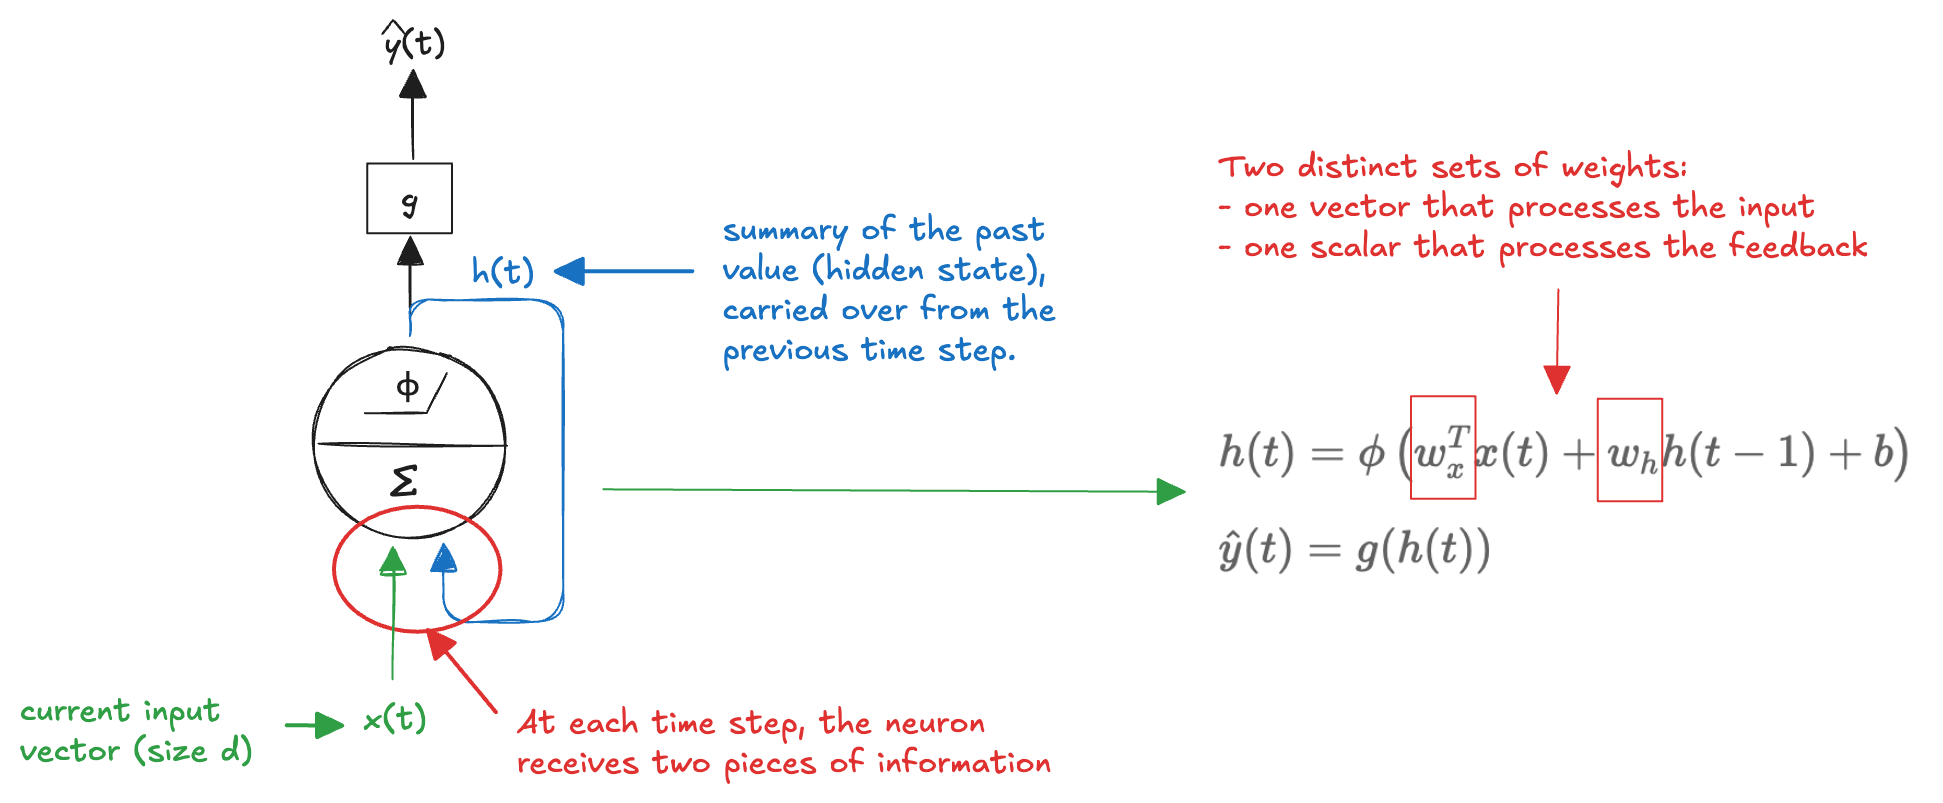 ŷ(t)
g
h(t)
summary of the past
value (hidden state),
carried over from the
previous time step.
ϕ
Σ
current input
vector (size d)
x(t)
At each time step, the neuron
receives two pieces of information
Two distinct sets of weights:
- one vector that processes the input
- one scalar that processes the feedback
h(t) = ϕ (w_x^T x(t) + w_h h(t − 1) + b)
ŷ(t) = g(h(t))